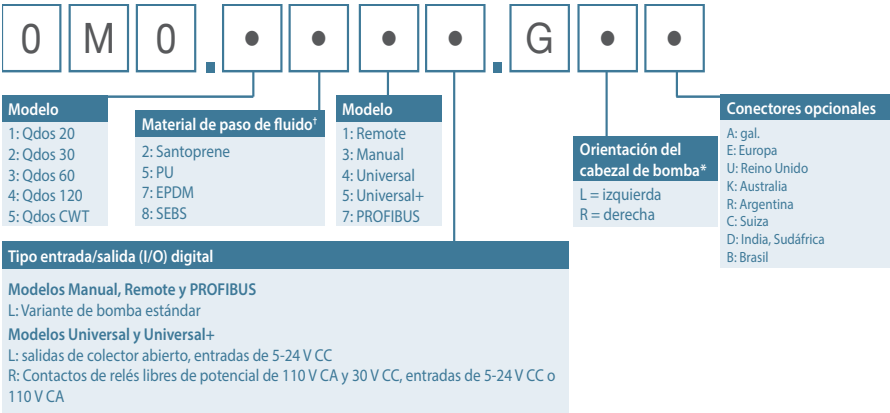 0 M 0 . • • • • . G • •
Modelo
1: Qdos 20
2: Qdos 30
3: Qdos 60
4: Qdos 120
5: Qdos CWT
Material de paso de fluido†
2: Santoprene
5: PU
7: EPDM
8: SEBS
Modelo
1: Remote
3: Manual
4: Universal
5: Universal+
7: PROFIBUS
Orientación del
cabezal de bomba*
L = izquierda
R = derecha
Conectores opcionales
A: gal.
E: Europa
U: Reino Unido
K: Australia
R: Argentina
C: Suiza
D: India, Sudáfrica
B: Brasil
Tipo entrada/salida (I/O) digital
Modelos Manual, Remote y PROFIBUS
L: Variante de bomba estándar
Modelos Universal y Universal+
L: salidas de colector abierto, entradas de 5-24 V CC
R: Contactos de relés libres de potencial de 110 V CA y 30 V CC, entradas de 5-24 V CC o
110 V CA